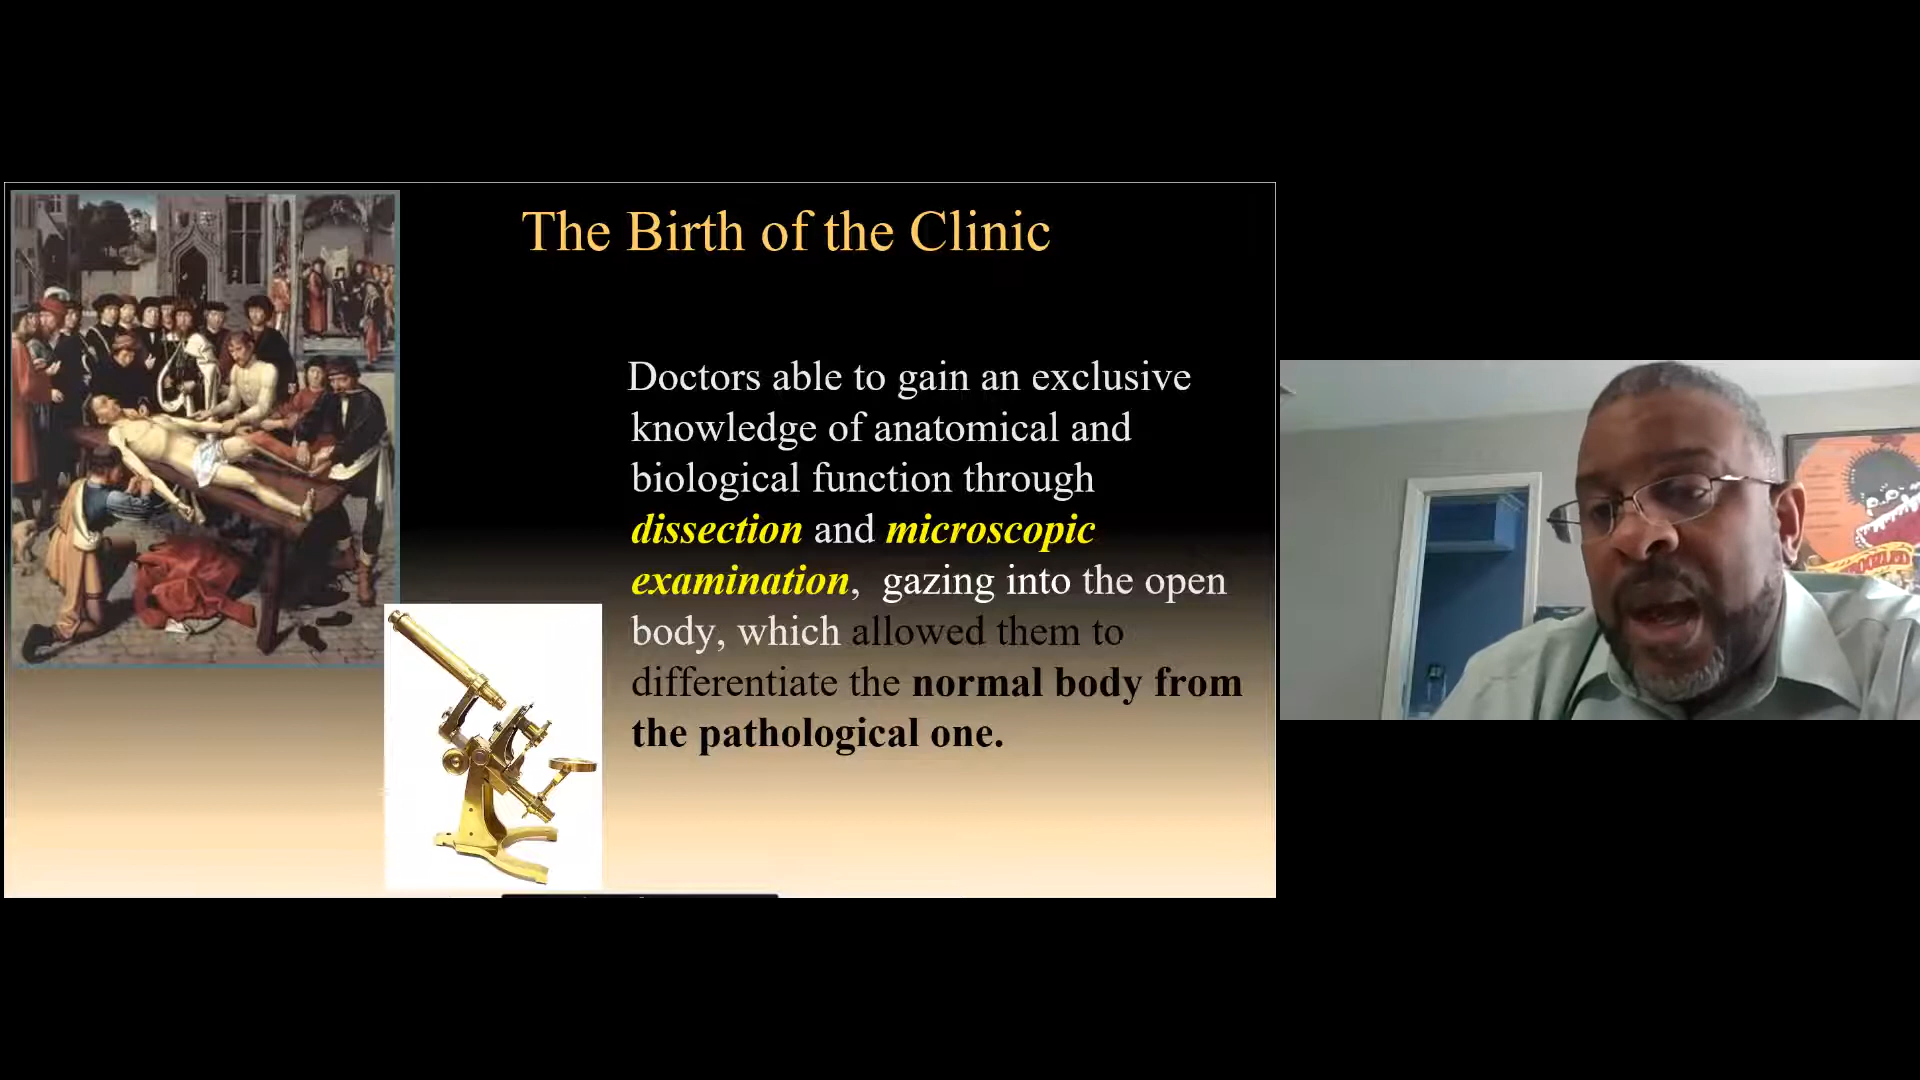 The Birth of the Clinic
Doctors able to gain an exclusive
knowledge of anatomical and
biological function through
dissection and microscopic
examination, gazing into the open
body, which allowed them to
differentiate the normal body from
the pathological one.